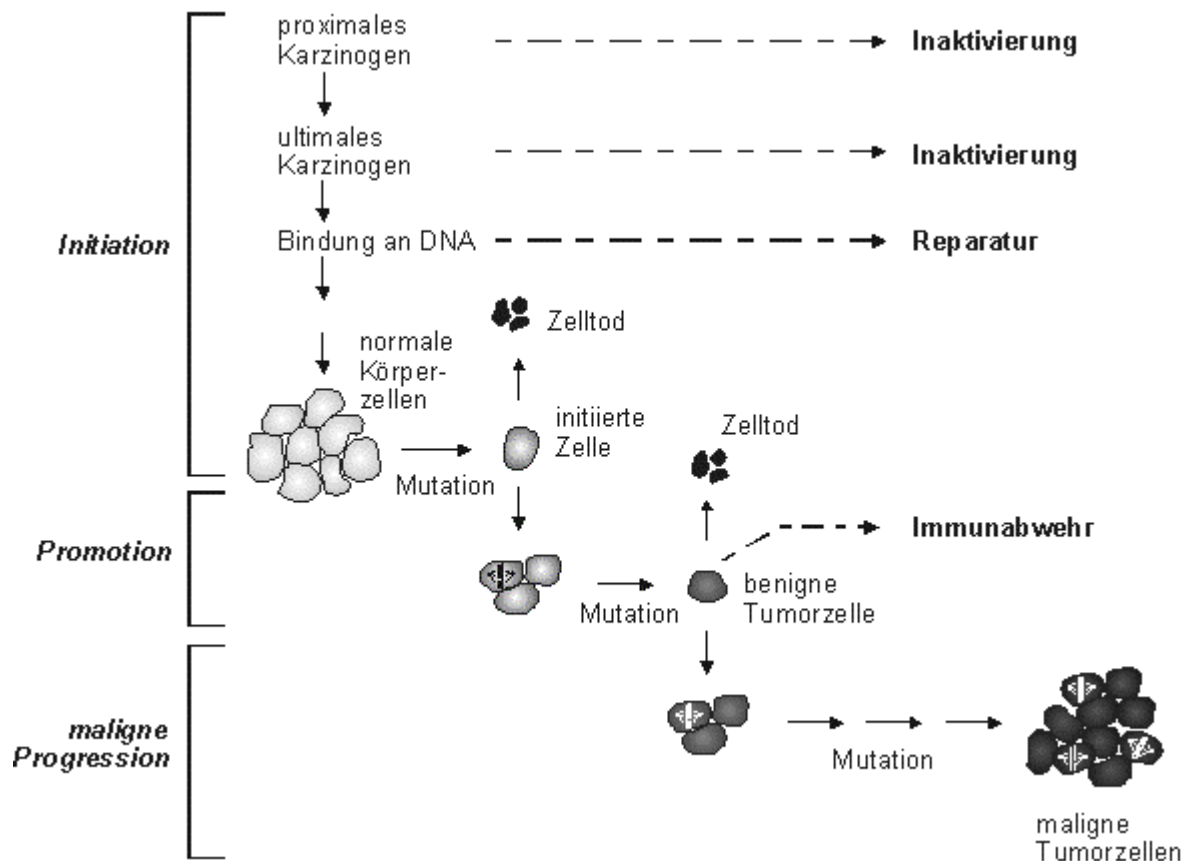 proximales
Karzinogen
Inaktivierung
ultimales
Karzinogen
Inaktivierung
Initiation
Bindung an DNA
Reparatur
Zelltod
normale
Körper-
zellen
initiierte
Zelle
Mutation
Zelltod
Promotion
Immunabwehr
Mutation
benigne
Tumorzelle
maligne
Progression
Mutation
maligne
Tumorzellen